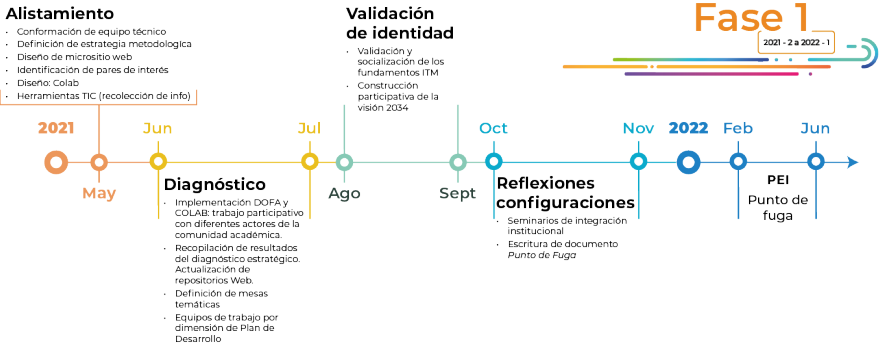 Alistamiento
• Conformación de equipo técnico
• Definición de estrategia metodologíca
• Diseño de micrositio web
• Identificación de pares de interés
• Diseño: Colab
• Herramientas TIC (recolección de info)
Validación
de identidad
• Validación y
socialización de los
fundamentos ITM
• Construcción
participativa de la
visión 2034
Fase 1
2021 - 2 a 2022 - 1
2021
Jun
Jul
Oct
Nov
2022
Feb
Jun
May
Ago
Sept
Diagnóstico
• Implementación DOFA y
COLAB: trabajo participativo
con diferentes actores de la
comunidad académica.
• Recopilación de resultados
del diagnóstico estratégico.
Actualización de
repositorios Web.
• Definición de mesas
temáticas
• Equipos de trabajo por
dimensión de Plan de
Desarrollo
Reflexiones
configuraciones
• Seminarios de integración
institucional
• Escritura de documento
Punto de Fuga
PEI
Punto de
fuga